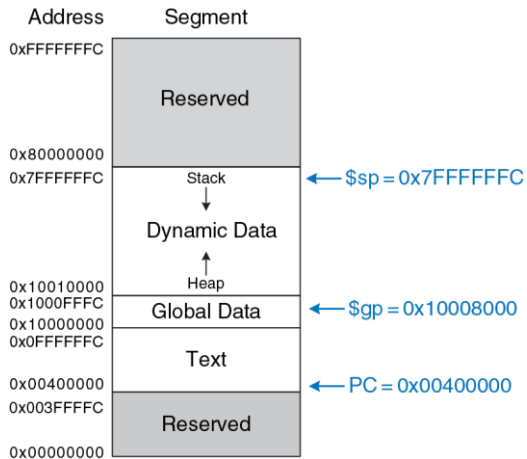 Address Segment
0xFFFFFFFC
Reserved
0x80000000
0x7FFFFFFC Stack $sp = 0x7FFFFFFC
Dynamic Data
0x10010000 Heap
0x1000FFFC
Global Data $gp = 0x10008000
0x10000000
0x0FFFFFFC
Text
0x00400000 PC = 0x00400000
0x003FFFFC
Reserved
0x00000000